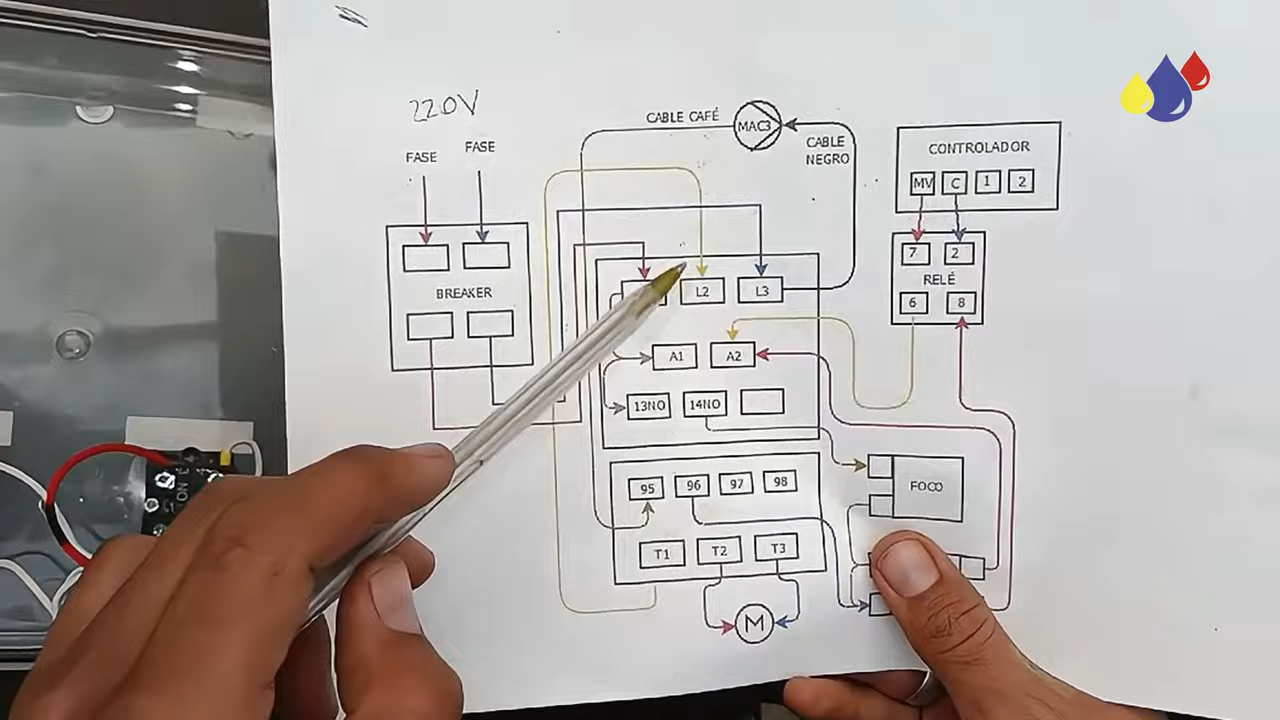 220V
FASE
FASE
BREAKER
CABLE CAFÉ
MAC3
CABLE
NEGRO
CONTROLADOR
MV C 1 2
7 2
RELÉ
6 8
L2 L3
A1 A2
13NO 14NO
95 96 97 98
T1 T2 T3
M
FOCO